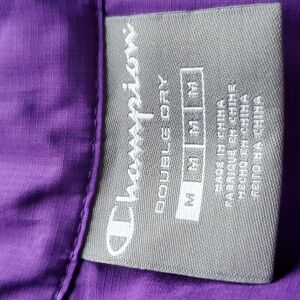 Champion
DOUBLE DRY
M M M M
MADE IN CHINA
FABRIQUÉ EN CHINE
HECHO EN CHINA
FEITO NA CHINA